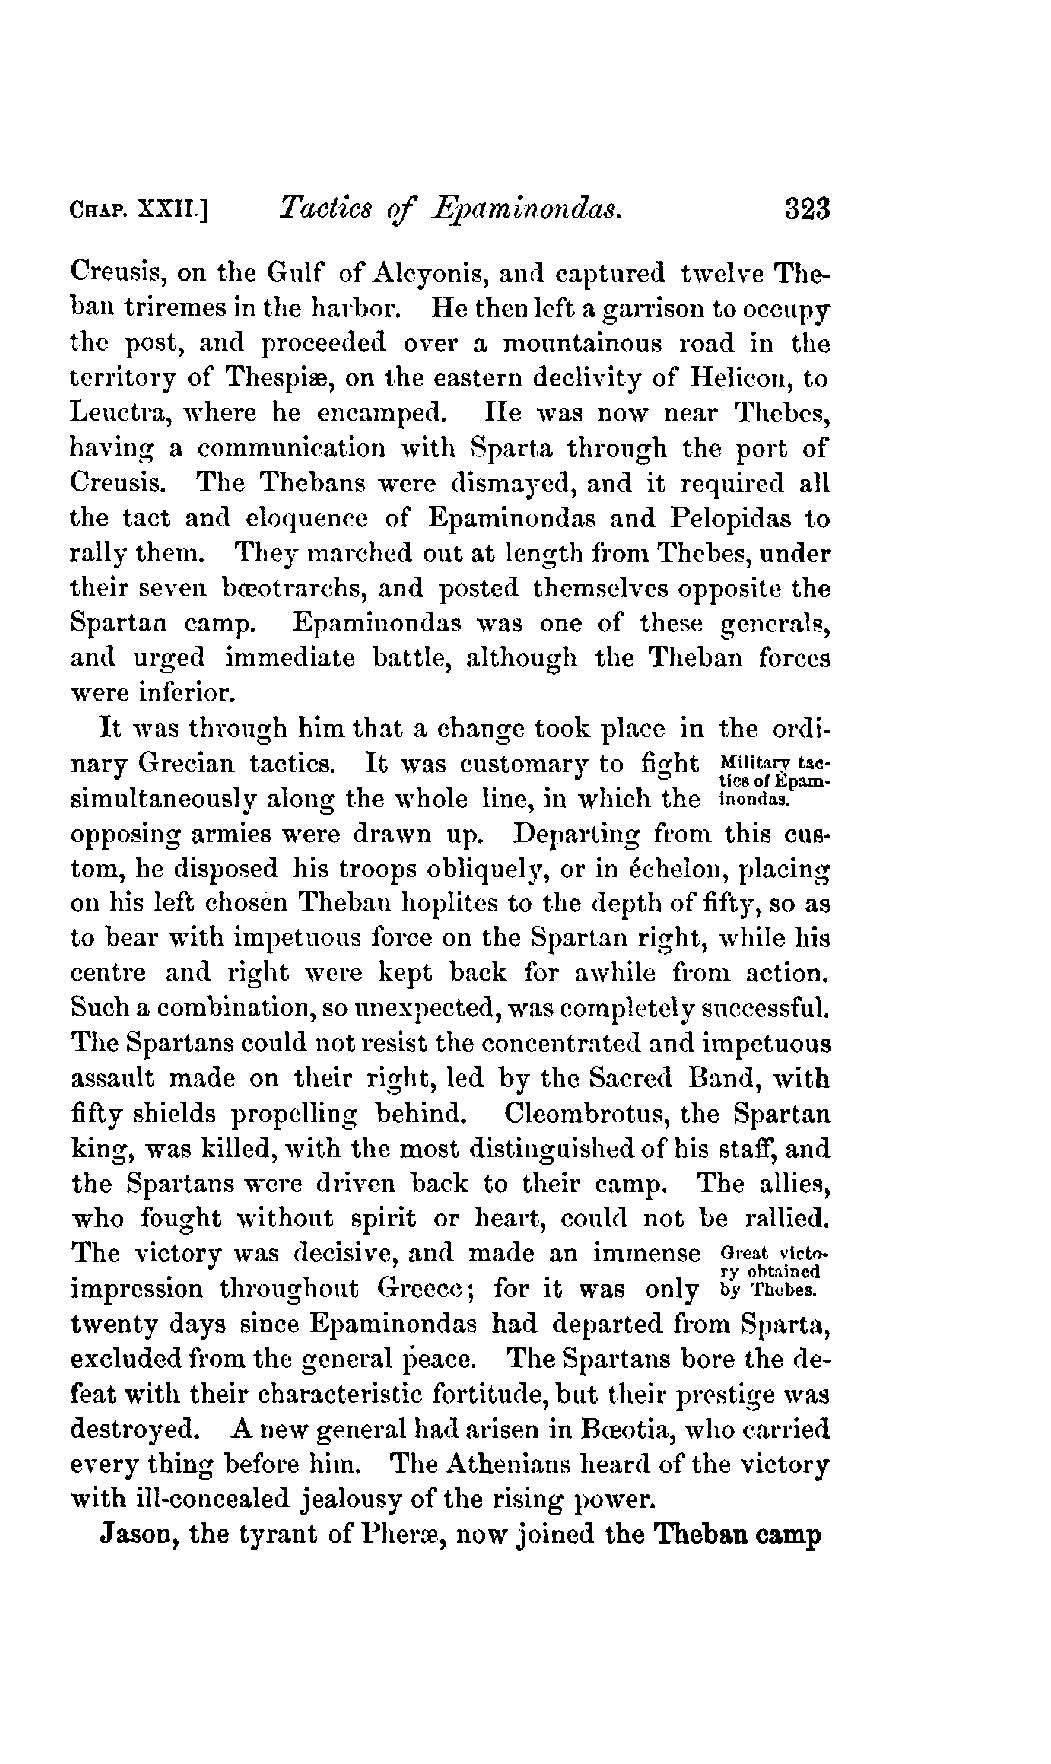 CHAP. XXII.] Tactics of Epaminondas. 323
Creusis, on the Gulf of Alcyonis, and captured twelve The-
ban triremes in the harbor. He then left a garrison to occupy
the post, and proceeded over a mountainous road in the
territory of Thespiæ, on the eastern declivity of Helicon, to
Leuctra, where he encamped. He was now near Thebes,
having a communication with Sparta through the port of
Creusis. The Thebans were dismayed, and it required all
the tact and eloquence of Epaminondas and Pelopidas to
rally them. They marched out at length from Thebes, under
their seven bœotrarchs, and posted themselves opposite the
Spartan camp. Epaminondas was one of these generals,
and urged immediate battle, although the Theban forces
were inferior.
It was through him that a change took place in the ordi-
nary Grecian tactics. It was customary to fight
simultaneously along the whole line, in which the
Military tac-
tics of Epam-
inondas.
opposing armies were drawn up. Departing from this cus-
tom, he disposed his troops obliquely, or in échelon, placing
on his left chosen Theban hoplites to the depth of fifty, so as
to bear with impetuous force on the Spartan right, while his
centre and right were kept back for awhile from action.
Such a combination, so unexpected, was completely successful.
The Spartans could not resist the concentrated and impetuous
assault made on their right, led by the Sacred Band, with
fifty shields propelling behind. Cleombrotus, the Spartan
king, was killed, with the most distinguished of his staff, and
the Spartans were driven back to their camp. The allies,
who fought without spirit or heart, could not be rallied.
The victory was decisive, and made an immense
impression throughout Greece; for it was only
Great victo-
ry obtained
by Thebes.
twenty days since Epaminondas had departed from Sparta,
excluded from the general peace. The Spartans bore the de-
feat with their characteristic fortitude, but their prestige was
destroyed. A new general had arisen in Bœotia, who carried
every thing before him. The Athenians heard of the victory
with ill-concealed jealousy of the rising power.
Jason, the tyrant of Pheræ, now joined the Theban camp